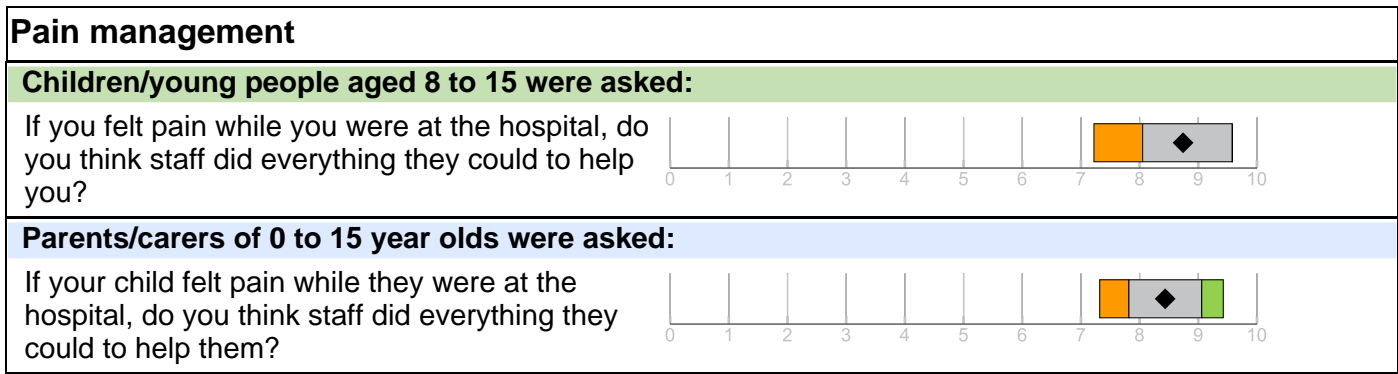 Pain management
Children/young people aged 8 to 15 were asked:
If you felt pain while you were at the hospital, do
you think staff did everything they could to help
you?
0 1 2 3 4 5 6 7 8 9 10
Parents/carers of 0 to 15 year olds were asked:
If your child felt pain while they were at the
hospital, do you think staff did everything they
could to help them?
0 1 2 3 4 5 6 7 8 9 10